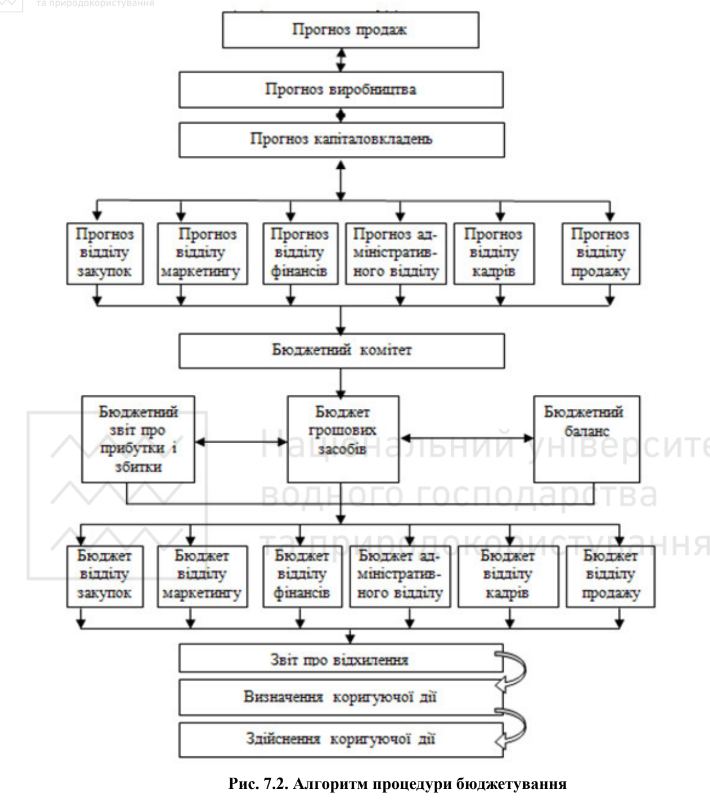 та природокористування
Прогноз продаж
Прогноз виробництва
Прогноз капіталовкладень
Прогноз
відділу
закупок
Прогноз
відділу
маркетингу
Прогноз
відділу
фінансів
Прогноз ад-
міністратив-
ного відділу
Прогноз
відділу
кадрів
Прогноз
відділу
продажу
Бюджетний комітет
Бюджетний
звіт про
прибутки і
збитки
Бюджет
грошових
засобів
Бюджетний
баланс
Національний університе
водного господарства
та природокористування
Бюджет
відділу
закупок
Бюджет
відділу
маркетингу
Бюджет
відділу
фінансів
Бюджет ад-
міністратив-
ного відділу
Бюджет
відділу
кадрів
Бюджет
відділу
продажу
Звіт про відхилення
Визначення коригуючої дії
Здійснення коригуючої дії
Рис. 7.2. Алгоритм процедури бюджетування